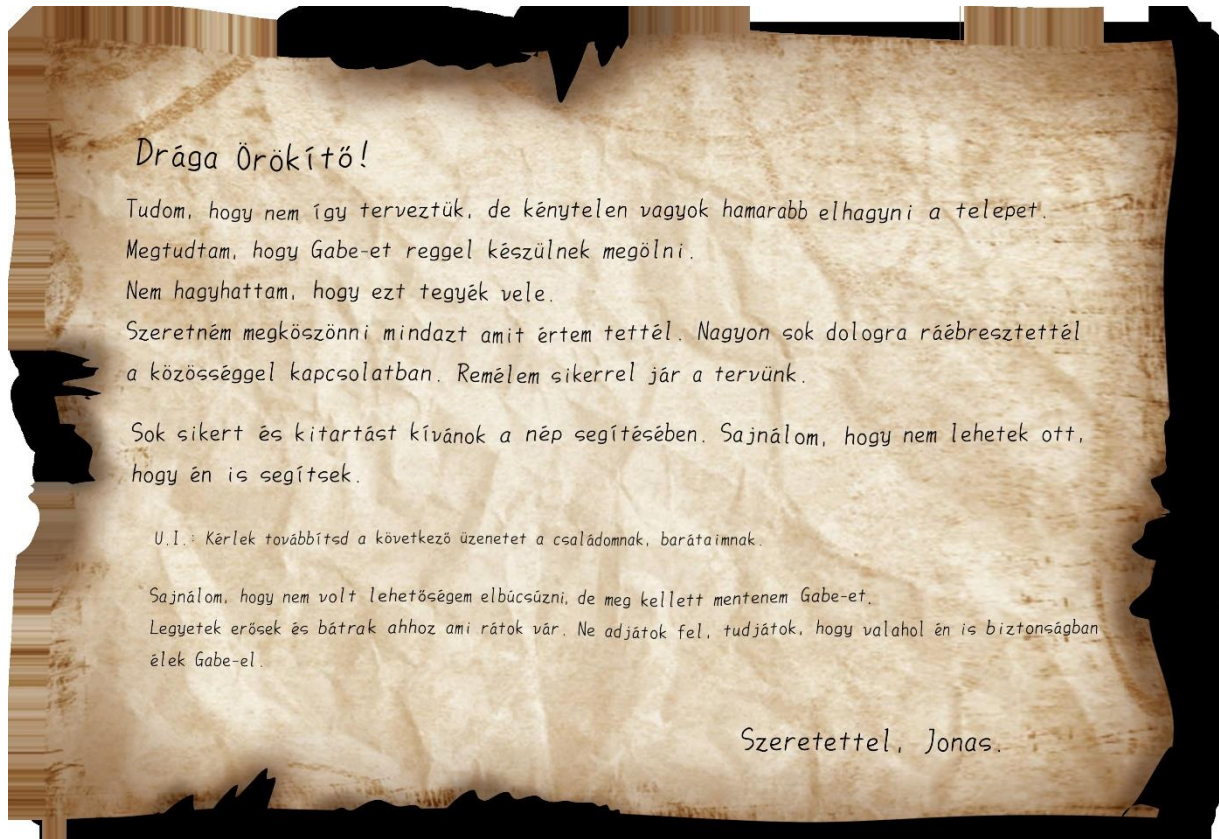 Drága Örökítő!
Tudom, hogy nem így terveztük, de kénytelen vagyok hamarabb elhagyni a telepet.
Megtudtam, hogy Gabe-et reggel készülnek megölni.
Nem hagyhattam, hogy ezt tegyék vele.
Szeretném megköszönni mindazt amit értem tettél. Nagyon sok dologra ráébresztettél
a közösséggel kapcsolatban. Remélem sikerrel jár a tervünk.
Sok sikert és kitartást kívánok a nép segítésében. Sajnálom, hogy nem lehetek ott,
hogy én is segítsek.
U.I.: Kérlek továbbítsd a következő üzenetet a családomnak, barátaimnak.
Sajnálom, hogy nem volt lehetőségem elbúcsúzni, de meg kellett mentenem Gabe-et.
Legyetek erősek és bátrak ahhoz ami rátok vár. Ne adjátok fel, tudjátok, hogy valahol én is biztonságban
élek Gabe-el.
Szeretettel, Jonas.